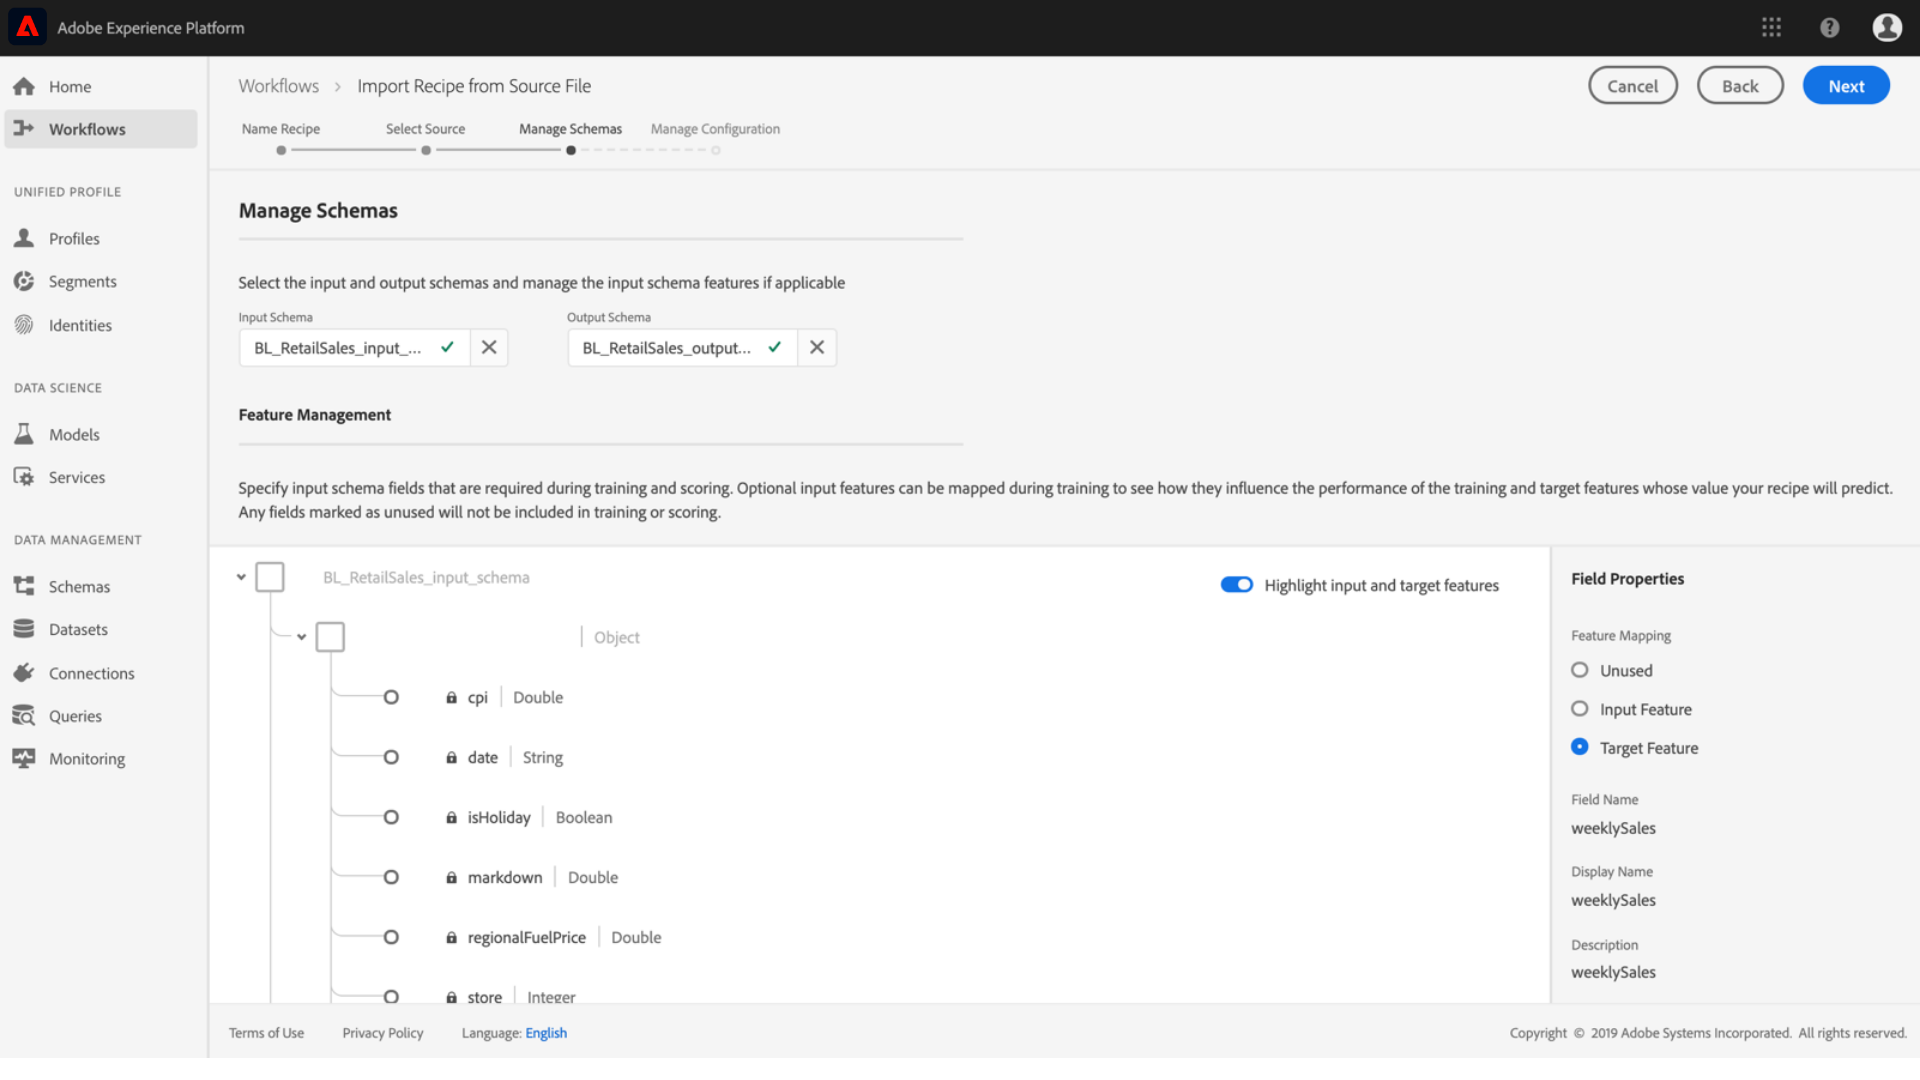 Adobe Experience Platform
Home
Workflows
UNIFIED PROFILE
Profiles
Segments
Identities
DATA SCIENCE
Models
Services
DATA MANAGEMENT
Schemas
Datasets
Connections
Queries
Monitoring
Workflows > Import Recipe from Source File
Cancel Back Next
Name Recipe Select Source Manage Schemas Manage Configuration
Manage Schemas
Select the input and output schemas and manage the input schema features if applicable
Input Schema Output Schema
BL_RetailSales_input_... BL_RetailSales_output...
Feature Management
Specify input schema fields that are required during training and scoring. Optional input features can be mapped during training to see how they influence the performance of the training and target features whose value your recipe will predict.
Any fields marked as unused will not be included in training or scoring.
BL_RetailSales_input_schema
Highlight input and target features
| Object
cpi | Double
date | String
isHoliday | Boolean
markdown | Double
regionalFuelPrice | Double
store | Integer
Field Properties
Feature Mapping
Unused
Input Feature
Target Feature
Field Name
weeklySales
Display Name
weeklySales
Description
weeklySales
Terms of Use Privacy Policy Language: English
Copyright © 2019 Adobe Systems Incorporated. All rights reserved.